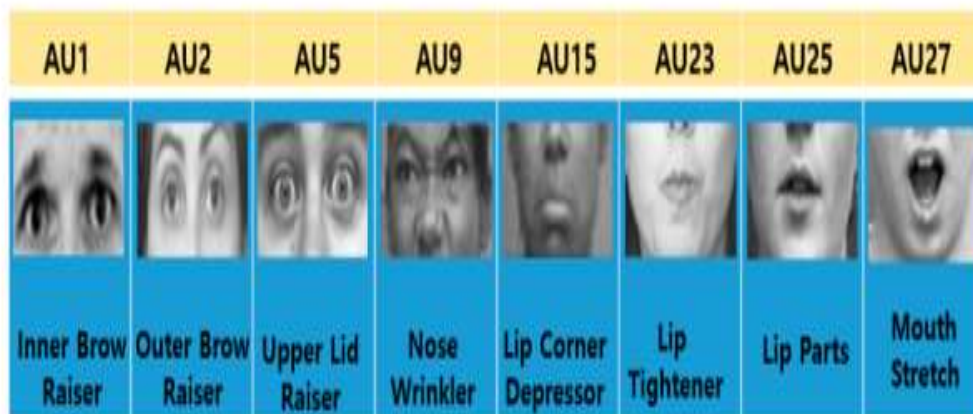 AU1 AU2 AU5 AU9 AU15 AU23 AU25 AU27
Inner Brow Raiser
Outer Brow Raiser
Upper Lid Raiser
Nose Wrinkler
Lip Corner Depressor
Lip Tightener
Lip Parts
Mouth Stretch